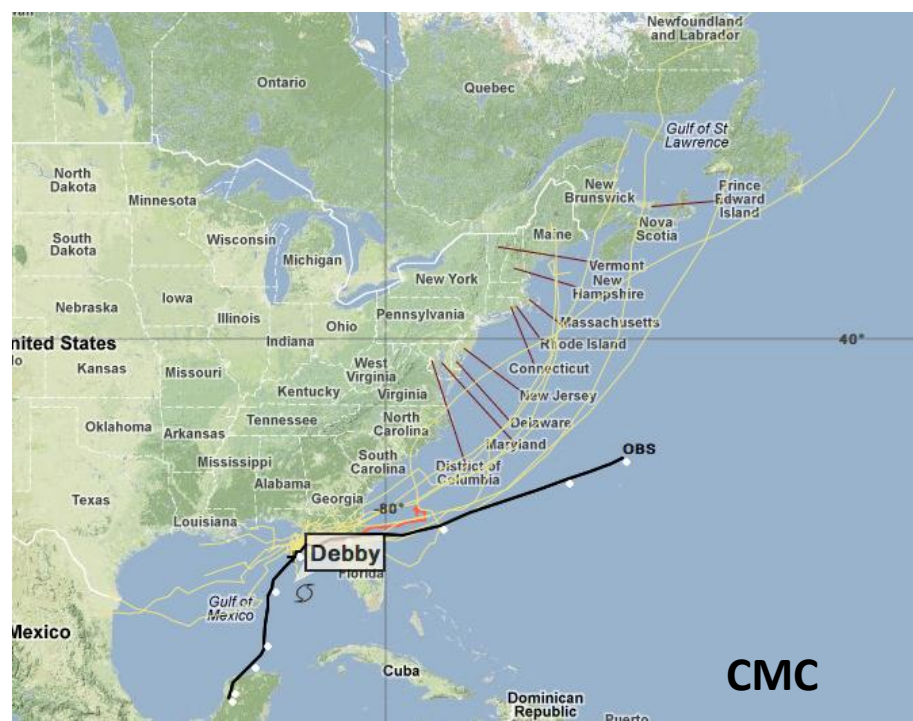 Newfoundland
and Labrador
Ontario
Quebec
Gulf of St
Lawrence
North
Dakota
Minnesota
New
Brunswick
Prince
Edward
Island
Nova
Scotia
South
Dakota
Wisconsin
Michigan
Maine
Vermont
New
Hampshire
New York
Nebraska
Iowa
Illinois
Indiana
Ohio
Pennsylvania
Massachusetts
Rhode Island
40°
nited States
Kansas
Missouri
West
Virginia
Connecticut
Kentucky
Virginia
New Jersey
Oklahoma
Arkansas
Tennessee
North
Carolina
Delaware
Maryland
OBS
Mississippi
South
Carolina
District of
Columbia
Alabama
Georgia
Texas
-80°
Louisiana
Debby
Florida
Gulf of
Mexico
Mexico
Cuba
CMC
Dominican
Republic
Puerto